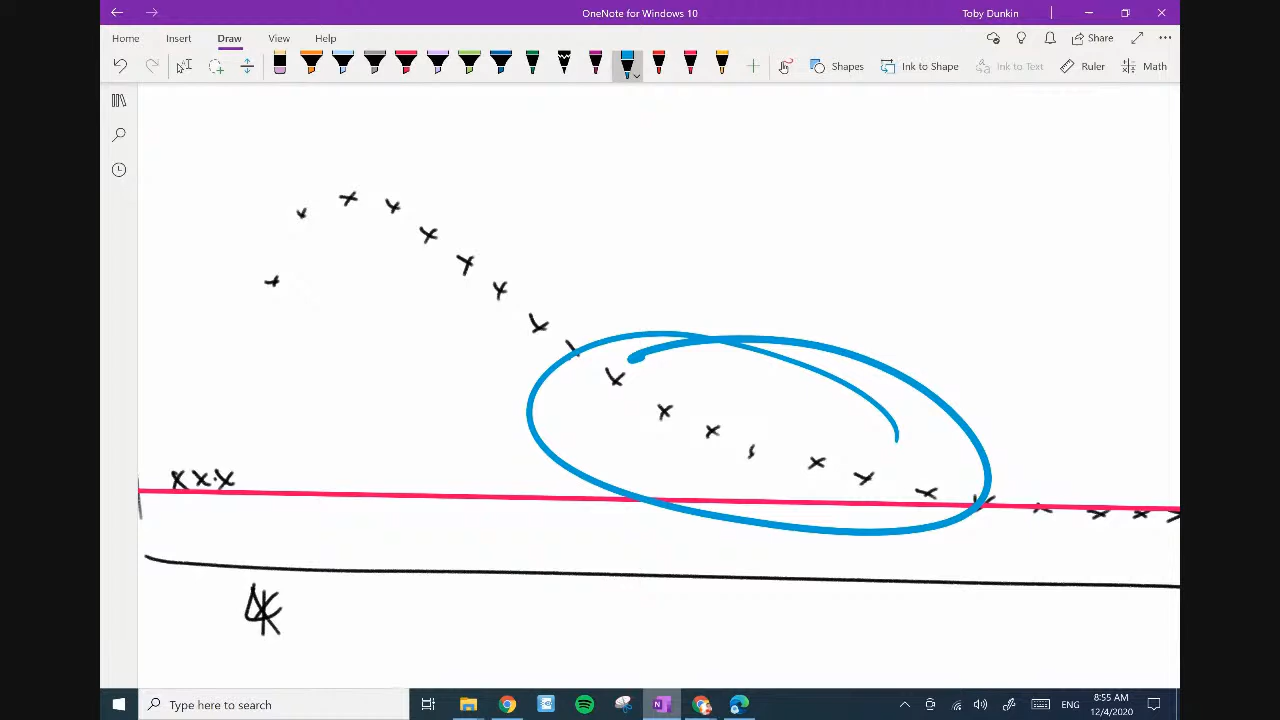 OneNote for Windows 10
Toby Dunkin
Home Insert Draw View Help
Share
Shapes Ink to Shape Ink to Text Ruler Math
x x x
Type here to search
8:55 AM
ENG
12/4/2020